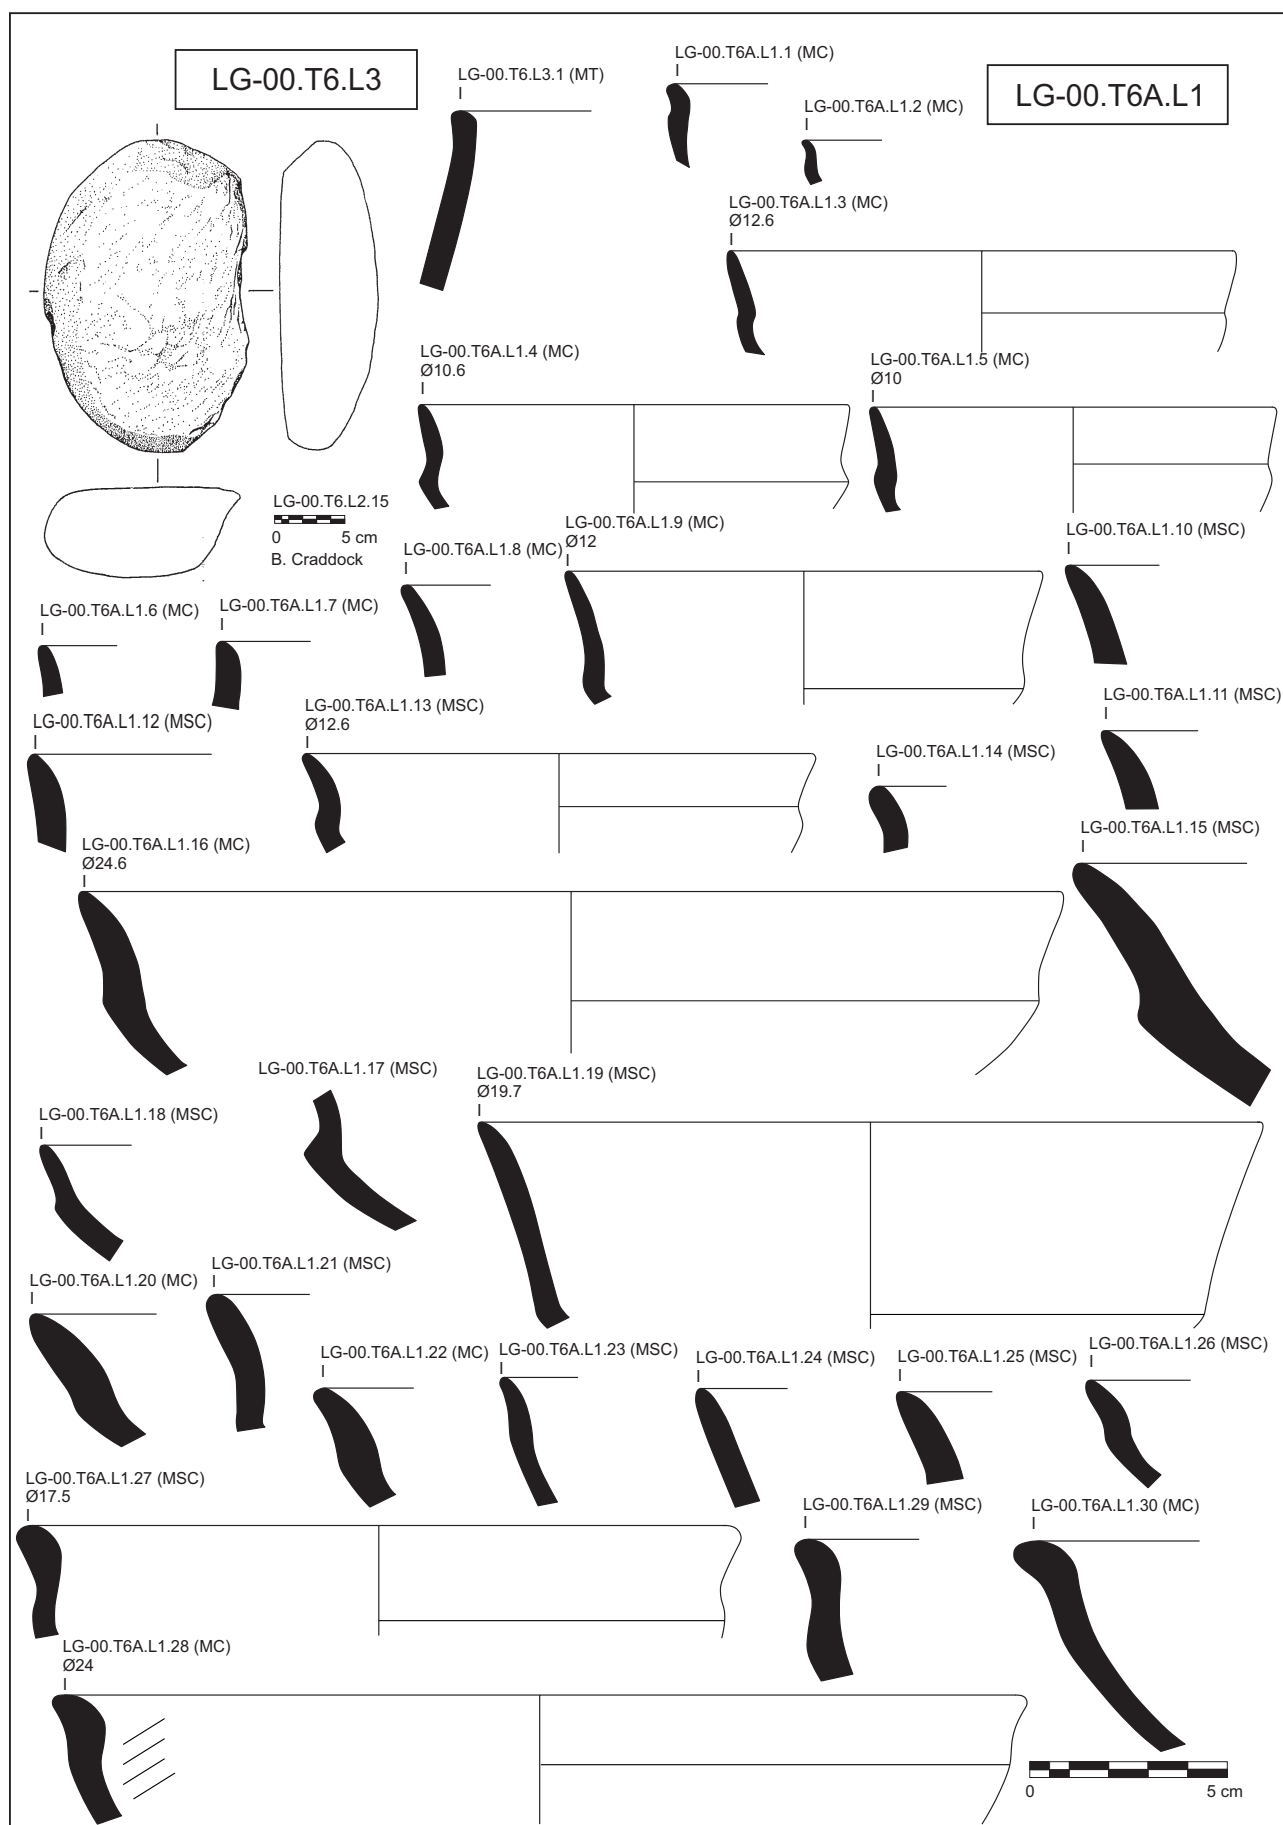 LG-00.T6.L3
LG-00.T6.L3.1 (MT)
LG-00.T6A.L1.1 (MC)
LG-00.T6A.L1.2 (MC)
LG-00.T6A.L1
LG-00.T6A.L1.3 (MC)
Ø12.6
LG-00.T6A.L1.4 (MC)
Ø10.6
LG-00.T6A.L1.5 (MC)
Ø10
LG-00.T6.L2.15
0 5 cm
B. Craddock
LG-00.T6A.L1.6 (MC)
LG-00.T6A.L1.7 (MC)
LG-00.T6A.L1.8 (MC)
LG-00.T6A.L1.9 (MC)
Ø12
LG-00.T6A.L1.10 (MSC)
LG-00.T6A.L1.11 (MSC)
LG-00.T6A.L1.12 (MSC)
LG-00.T6A.L1.13 (MSC)
Ø12.6
LG-00.T6A.L1.14 (MSC)
LG-00.T6A.L1.15 (MSC)
LG-00.T6A.L1.16 (MC)
Ø24.6
LG-00.T6A.L1.17 (MSC)
LG-00.T6A.L1.18 (MSC)
LG-00.T6A.L1.19 (MSC)
Ø19.7
LG-00.T6A.L1.20 (MC)
LG-00.T6A.L1.21 (MSC)
LG-00.T6A.L1.22 (MC)
LG-00.T6A.L1.23 (MSC)
LG-00.T6A.L1.24 (MSC)
LG-00.T6A.L1.25 (MSC)
LG-00.T6A.L1.26 (MSC)
LG-00.T6A.L1.27 (MSC)
Ø17.5
LG-00.T6A.L1.29 (MSC)
LG-00.T6A.L1.30 (MC)
LG-00.T6A.L1.28 (MC)
Ø24
0 5 cm